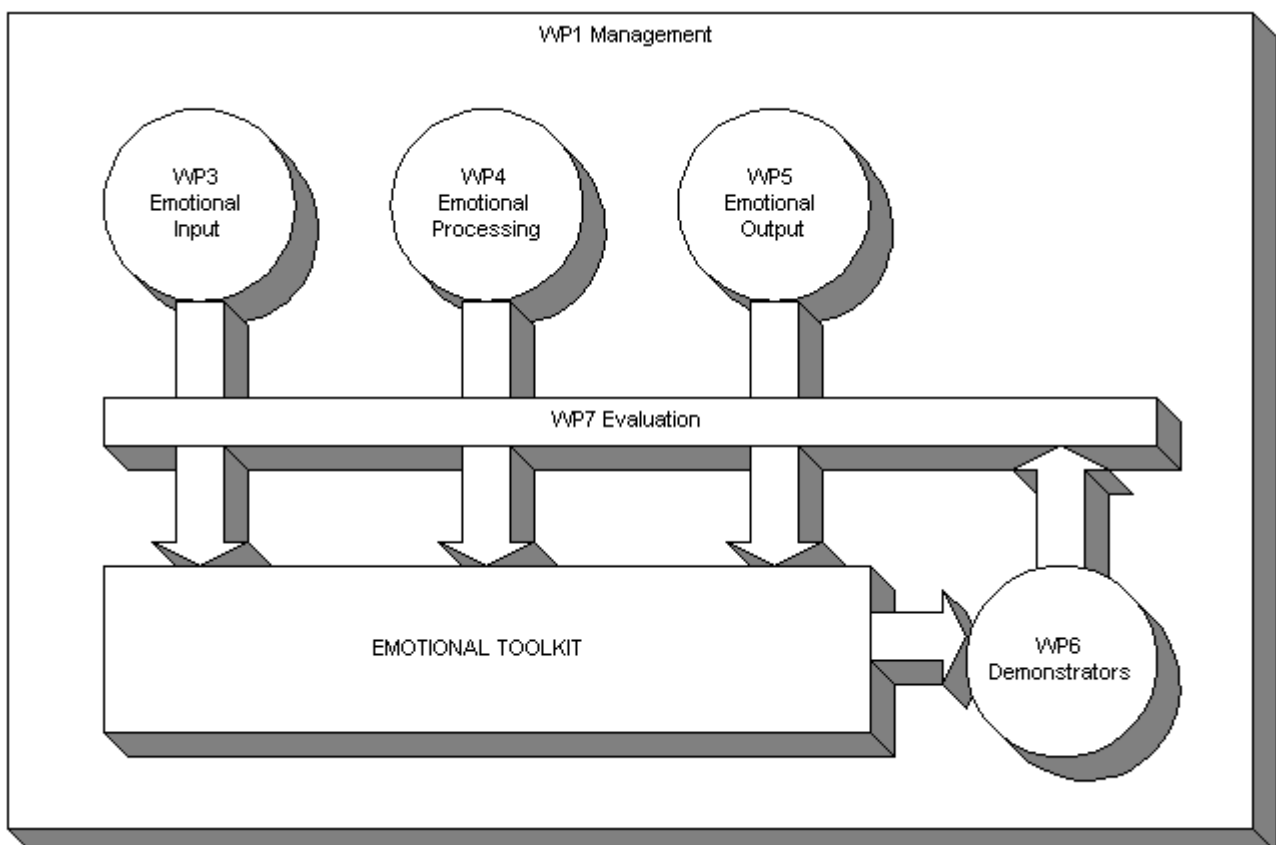 WP1 Management
WP3
Emotional
Input
WP4
Emotional
Processing
WP5
Emotional
Output
WP7 Evaluation
EMOTIONAL TOOLKIT
WP6
Demonstrators